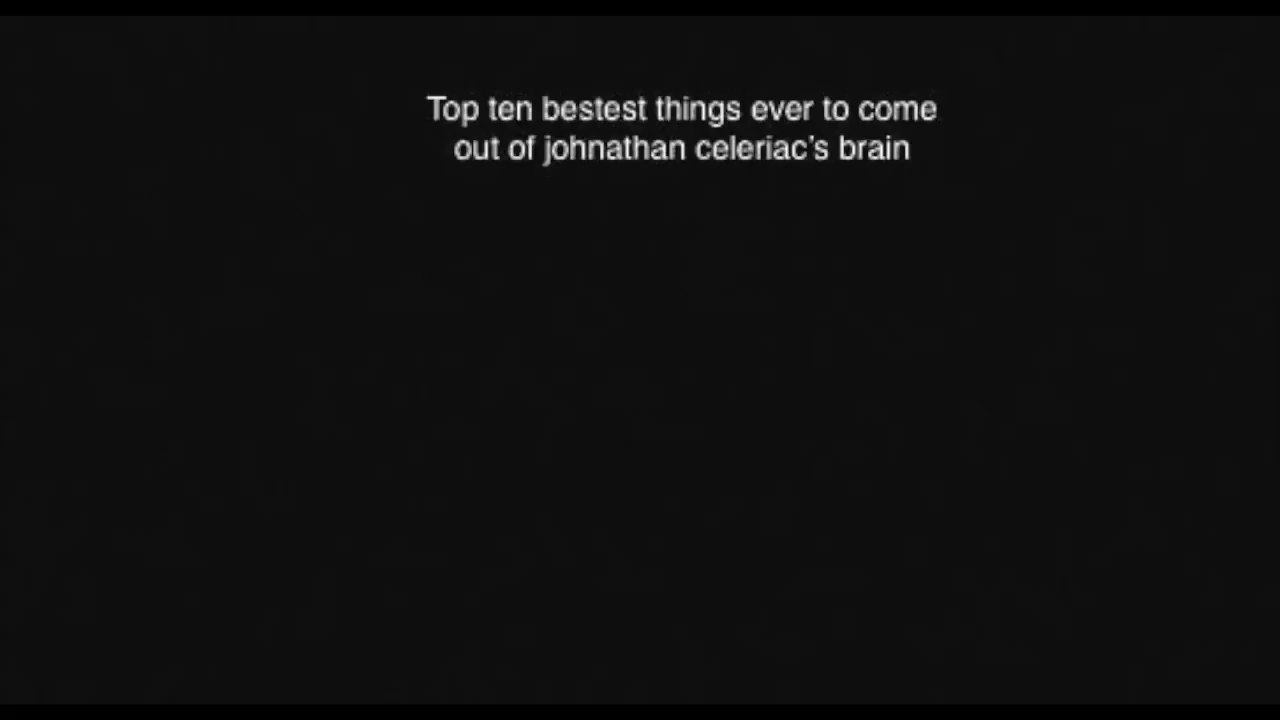 Top ten bestest things ever to come
out of johnathan celeriac’s brain